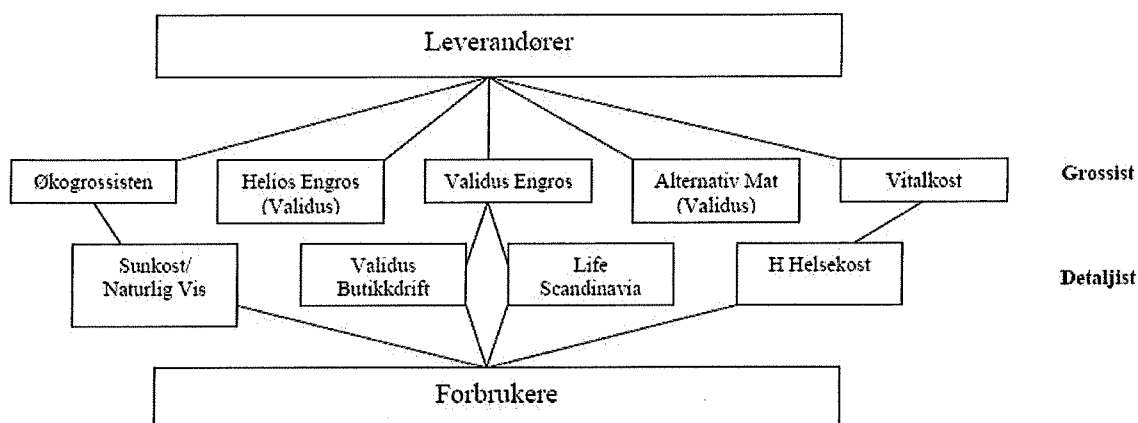 Leverandører
Økogrossisten
Helios Engros
(Validus)
Validus Engros
Alternativ Mat
(Validus)
Vitalkost
Grossist
Sunkost/
Naturlig Vis
Validus
Butikkdrift
Life
Scandinavia
H Helsekost
Detaljist
Forbrukere